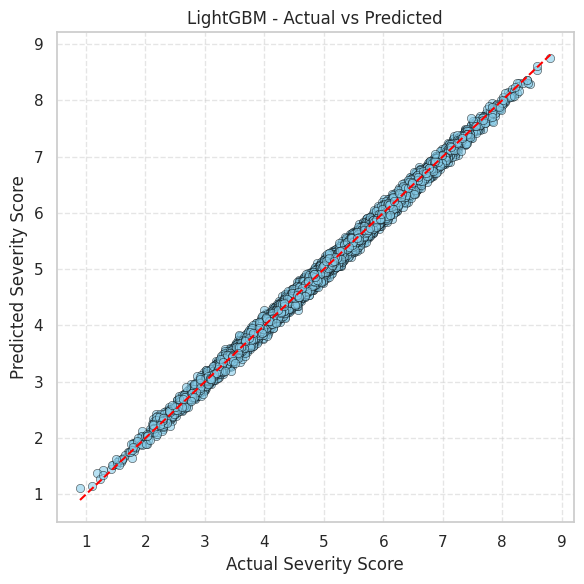 LightGBM - Actual vs Predicted
9
8
7
6
5
4
3
2
1
Predicted Severity Score
1 2 3 4 5 6 7 8 9
Actual Severity Score